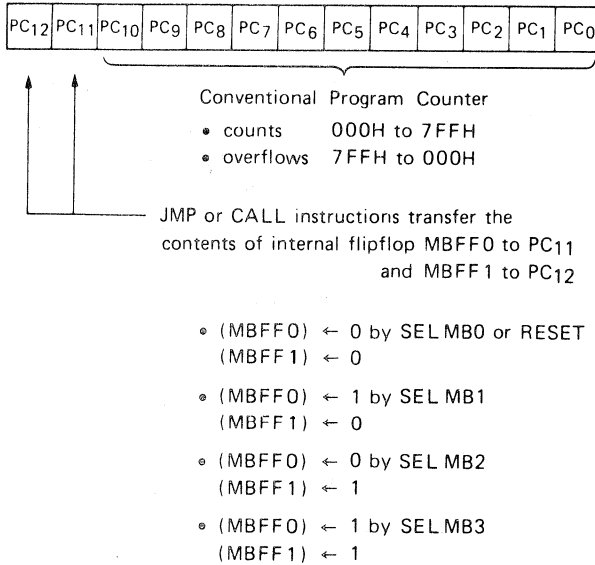 PC12 PC11 PC10 PC9 PC8 PC7 PC6 PC5 PC4 PC3 PC2 PC1 PC0
Conventional Program Counter
• counts 000H to 7FFH
• overflows 7FFH to 000H
JMP or CALL instructions transfer the
contents of internal flipflop MBFF0 to PC11
and MBFF1 to PC12
• (MBFF0) ← 0 by SEL MB0 or RESET
(MBFF1) ← 0
• (MBFF0) ← 1 by SEL MB1
(MBFF1) ← 0
• (MBFF0) ← 0 by SEL MB2
(MBFF1) ← 1
• (MBFF0) ← 1 by SEL MB3
(MBFF1) ← 1